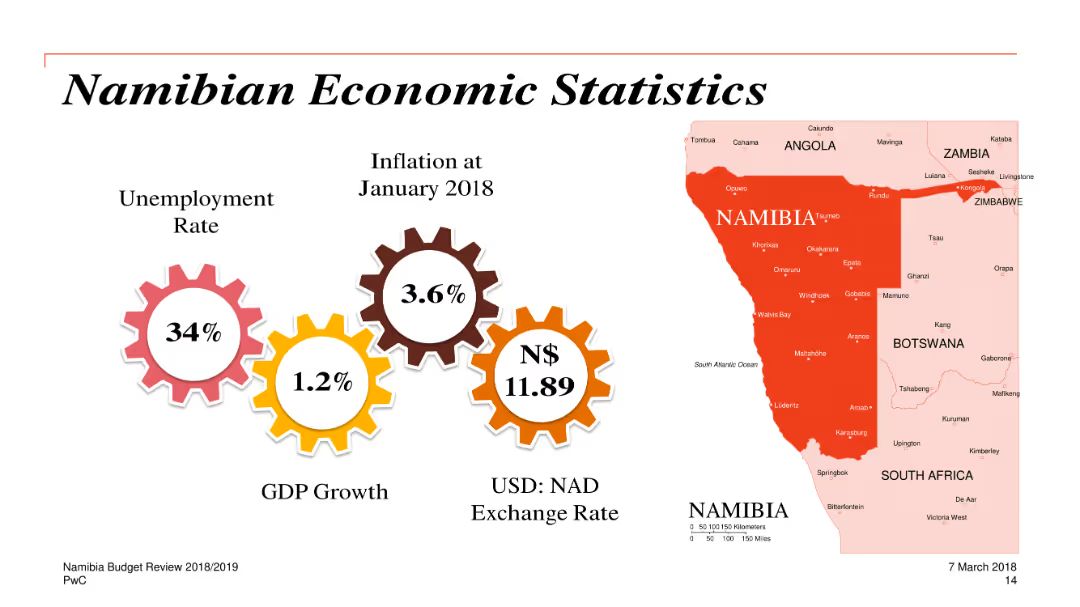 Namibian Economic Statistics
Inflation at
January 2018
Unemployment
Rate
34%
3.6%
1.2%
N$
11.89
GDP Growth
USD: NAD
Exchange Rate
Caiundo
Tombua
Cahama
ANGOLA
Mavinga
Kataba
ZAMBIA
Luiana
Sesheke
Livingstone
Opuwo
Rundu
Kongola
ZIMBABWE
NAMIBIA
Tsumeb
Khorixas
Okakarara
Tsau
Omaruru
Epato
Ghanzi
Orapa
Windhoek
Gobabis
Mamuno
Walvis Bay
Kang
Aranos
BOTSWANA
Maltahöhe
Gaborone
South Atlantic Ocean
Tshabong
Mafikeng
Lüderitz
Aroab
Kuruman
Karasburg
Upington
Kimberley
Springbok
SOUTH AFRICA
De Aar
Bitterfontein
Victoria West
NAMIBIA
0 50 100 150 Kilometers
0 50 100 150 Miles
Namibia Budget Review 2018/2019
PwC
7 March 2018
14